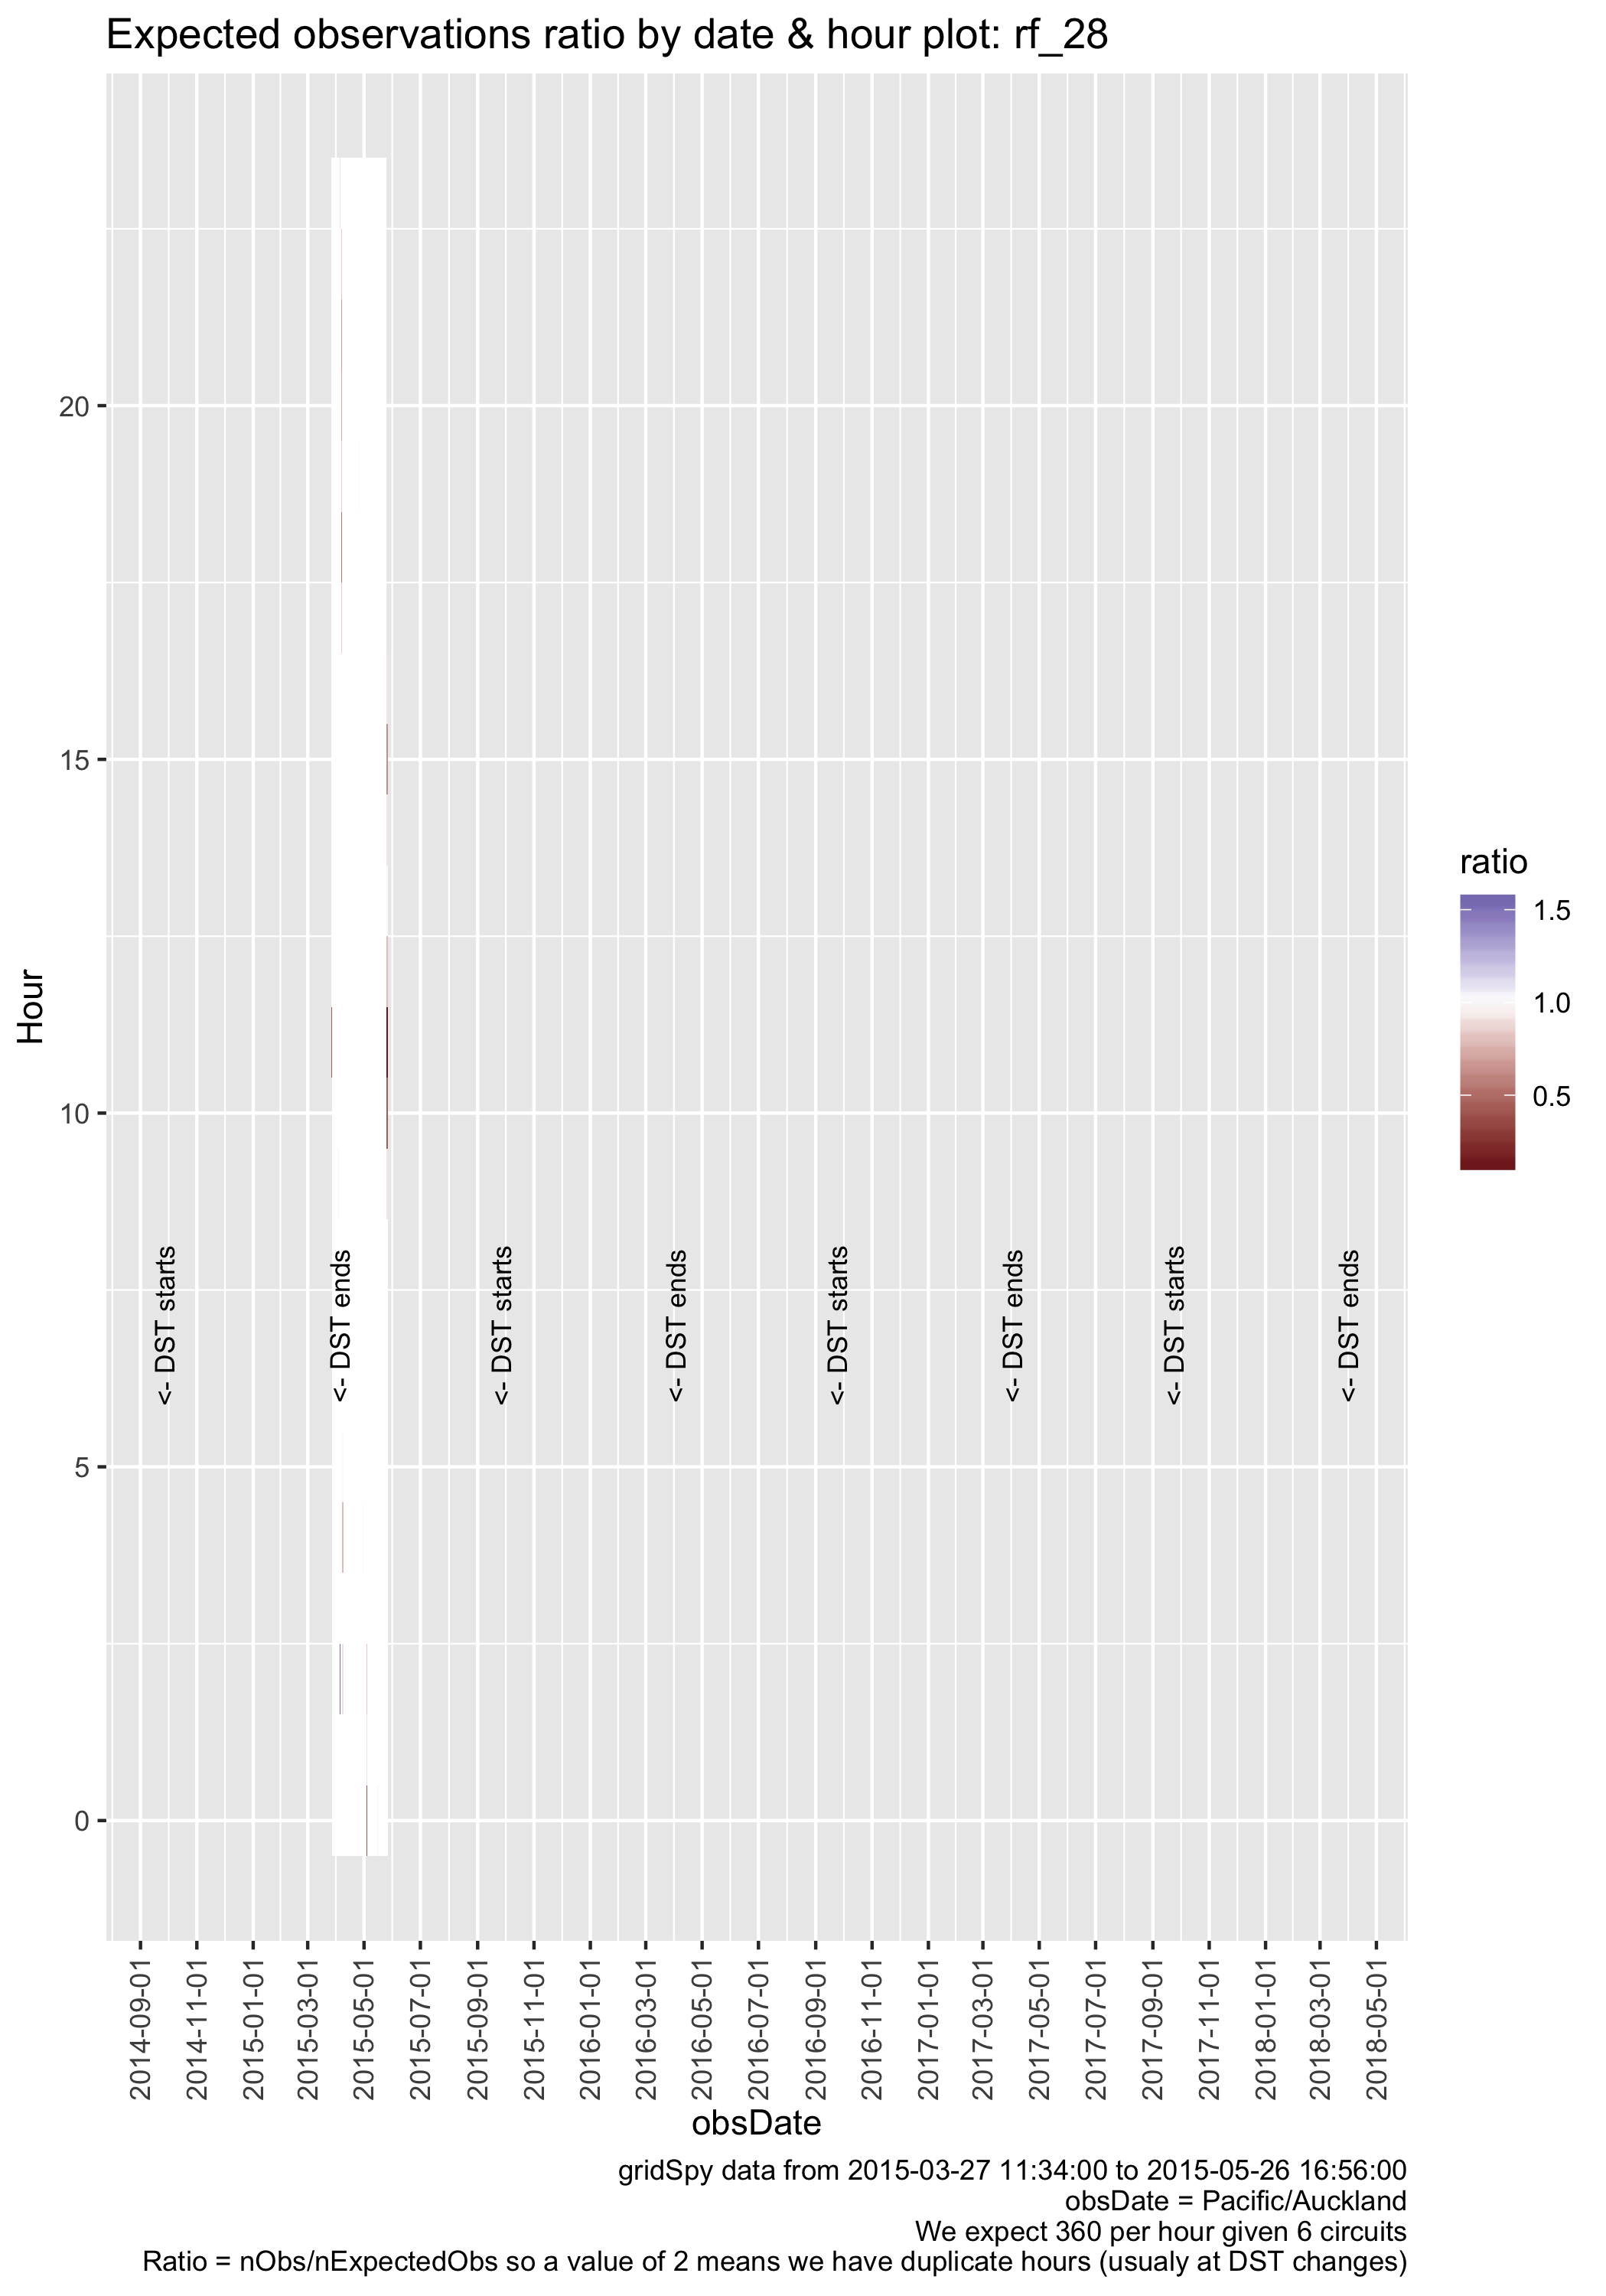 Expected observations ratio by date & hour plot: rf_28
20
15
10
5
0
Hour
<- DST starts
<- DST ends
<- DST starts
<- DST ends
<- DST starts
<- DST ends
<- DST starts
<- DST ends
ratio
1.5
1.0
0.5
2014-09-01
2014-11-01
2015-01-01
2015-03-01
2015-05-01
2015-07-01
2015-09-01
2015-11-01
2016-01-01
2016-03-01
2016-05-01
2016-07-01
2016-09-01
2016-11-01
2017-01-01
2017-03-01
2017-05-01
2017-07-01
2017-09-01
2017-11-01
2018-01-01
2018-03-01
2018-05-01
obsDate
gridSpy data from 2015-03-27 11:34:00 to 2015-05-26 16:56:00
obsDate = Pacific/Auckland
We expect 360 per hour given 6 circuits
Ratio = nObs/nExpectedObs so a value of 2 means we have duplicate hours (usualy at DST changes)